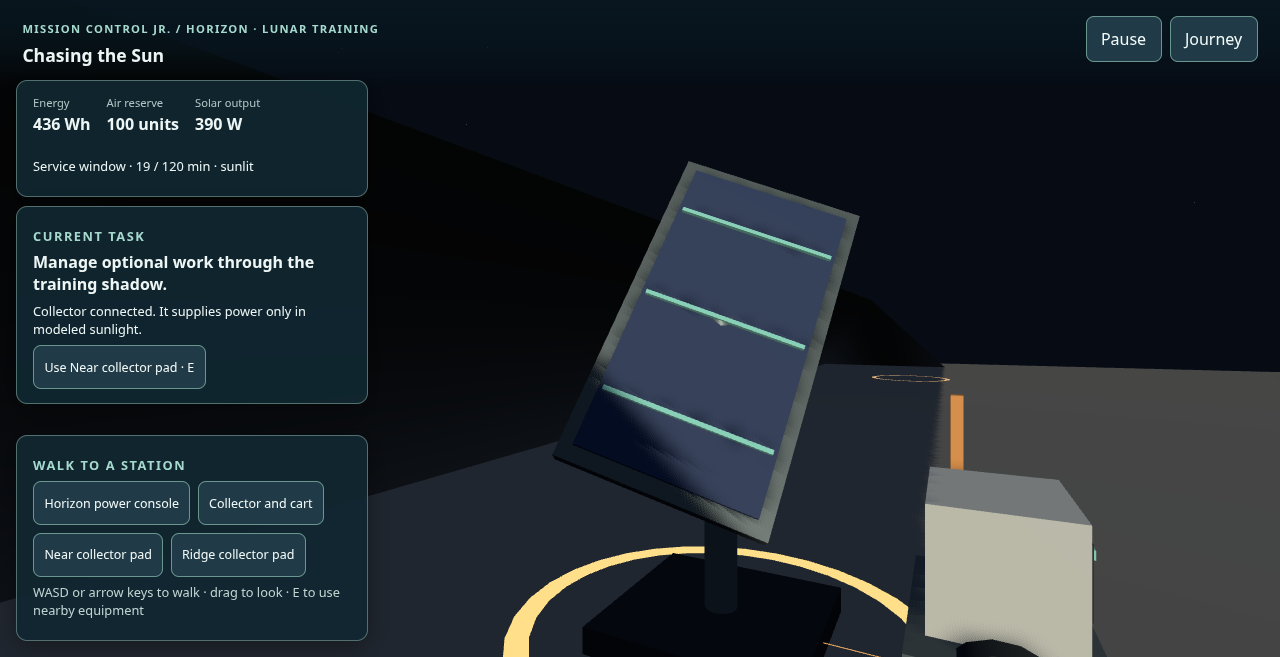 MISSION CONTROL JR. / HORIZON · LUNAR TRAINING
Chasing the Sun
Pause
Journey
Energy
Air reserve
Solar output
436 Wh
100 units
390 W
Service window · 19 / 120 min · sunlit
CURRENT TASK
Manage optional work through the
training shadow.
Collector connected. It supplies power only in
modeled sunlight.
Use Near collector pad · E
WALK TO A STATION
Horizon power console
Collector and cart
Near collector pad
Ridge collector pad
WASD or arrow keys to walk · drag to look · E to use
nearby equipment